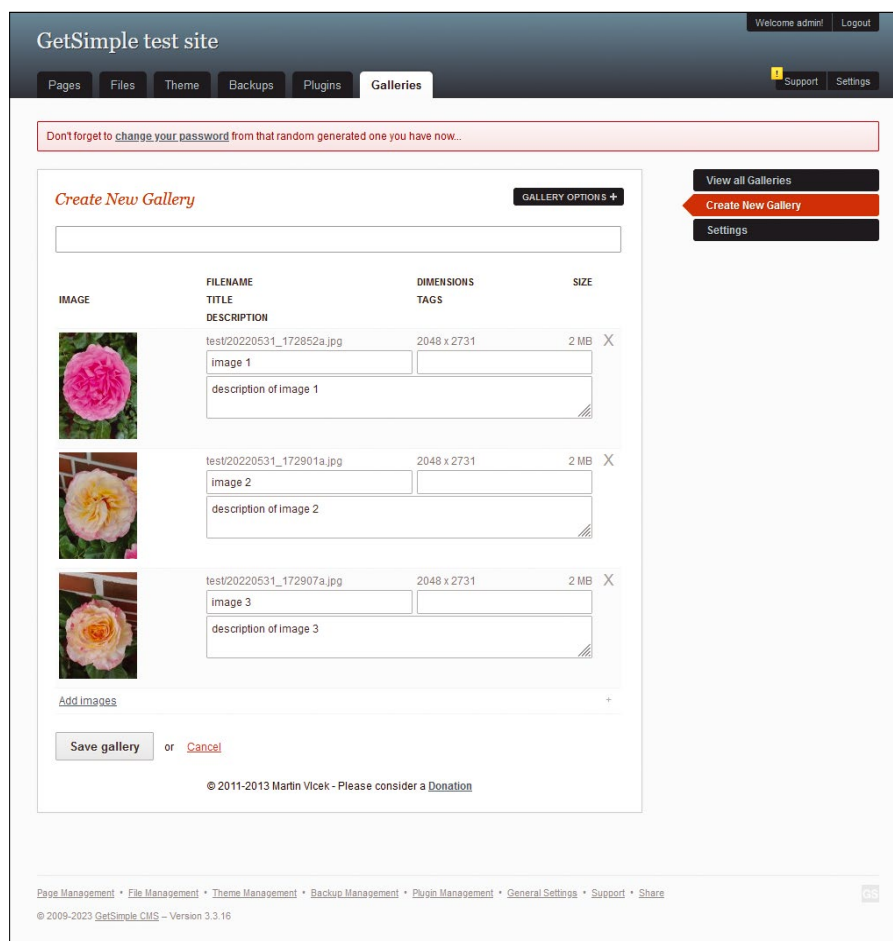 Welcome admin! Logout
GetSimple test site
Pages Files Theme Backups Plugins Galleries
! Support Settings
Don't forget to change your password from that random generated one you have now...
Create New Gallery
GALLERY OPTIONS +
View all Galleries
Create New Gallery
Settings
FILENAME DIMENSIONS SIZE
IMAGE TITLE TAGS
DESCRIPTION
test/20220531_172852a.jpg 2048 x 2731 2 MB X
image 1
description of image 1
test/20220531_172901a.jpg 2048 x 2731 2 MB X
image 2
description of image 2
test/20220531_172907a.jpg 2048 x 2731 2 MB X
image 3
description of image 3
Add images +
Save gallery or Cancel
© 2011-2013 Martin Vlcek - Please consider a Donation
Page Management • File Management • Theme Management • Backup Management • Plugin Management • General Settings • Support • Share
GS
© 2009-2023 GetSimple CMS – Version 3.3.16